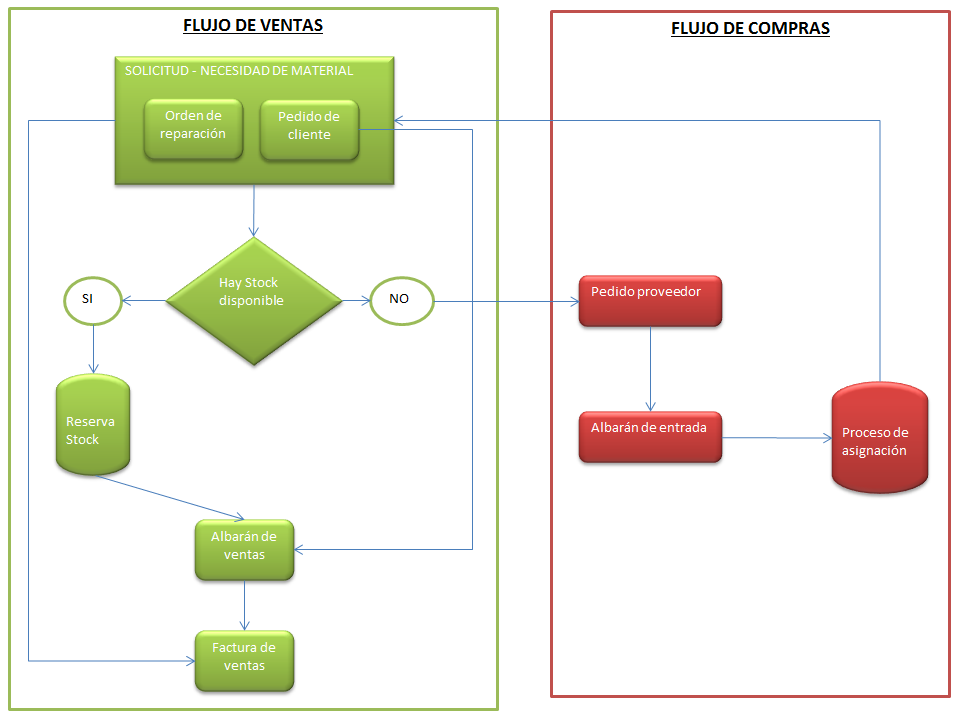 FLUJO DE VENTAS
FLUJO DE COMPRAS
SOLICITUD - NECESIDAD DE MATERIAL
Orden de
reparación
Pedido de
cliente
Hay Stock
disponible
SI
NO
Pedido proveedor
Reserva
Stock
Albarán de entrada
Proceso de
asignación
Albarán de
ventas
Factura de
ventas